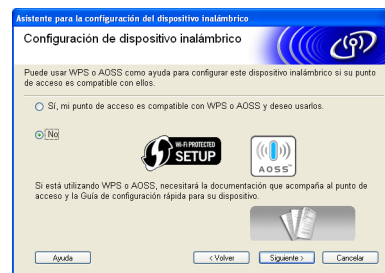 Asistente para la configuración del dispositivo inalámbrico
Configuración de dispositivo inalámbrico
Puede usar WPS o AOSS como ayuda para configurar este dispositivo inalámbrico si su punto
de acceso es compatible con ellos.
Sí, mi punto de acceso es compatible con WPS o AOSS y deseo usarlos.
No
Wi-Fi PROTECTED
SETUP
AOSS™
Si está utilizando WPS o AOSS, necesitará la documentación que acompaña al punto de
acceso y la Guía de configuración rápida para su dispositivo.
Ayuda
< Volver
Siguiente >
Cancelar